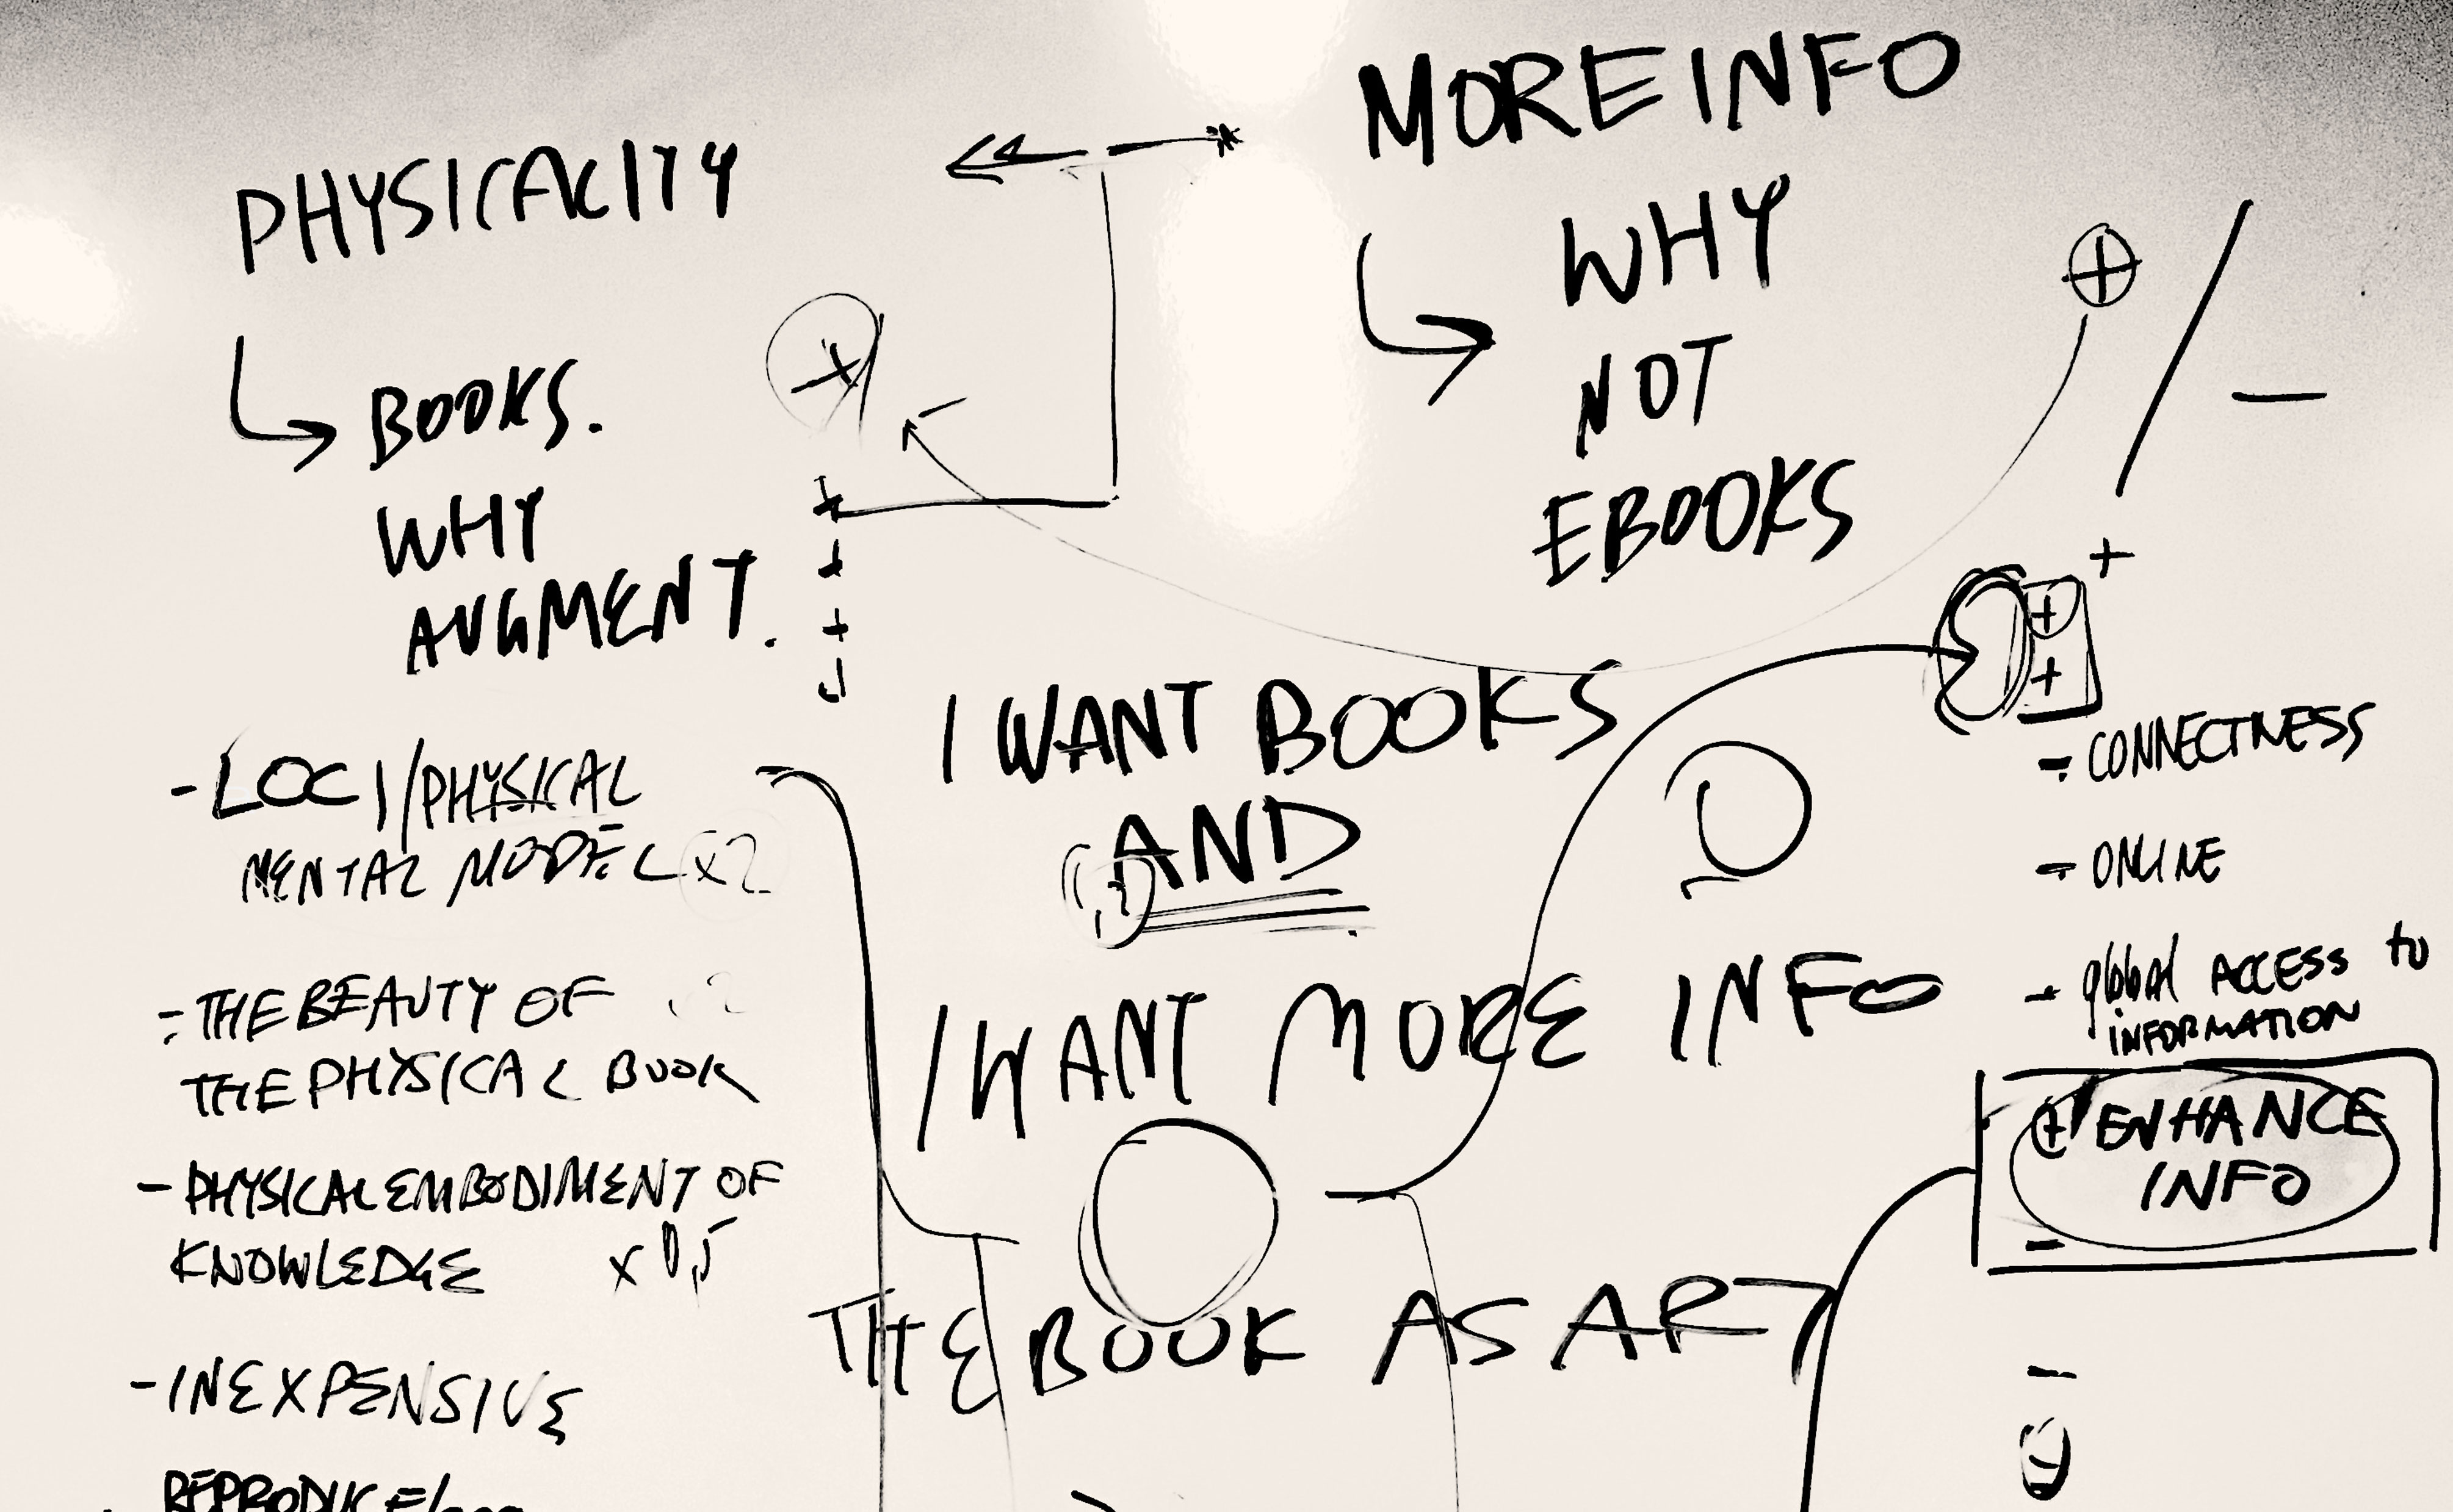 PHYSICALITY
BOOKS.
WHY
AUGMENT.
- LOCI/PHYSICAL
MENTAL MODEL x2
- THE BEAUTY OF
THE PHYSICAL BOOK
- PHYSICAL EMBODIMENT OF
KNOWLEDGE x 0,5
- INEXPENSIVE
MORE INFO
WHY
NOT
EBOOKS
I WANT BOOKS
AND
I WANT MORE INFO
THE BOOK AS ART
+ / -
+
+
+
- CONNECTNESS
- ONLINE
- global ACCESS to
INFORMATION
+ ENHANCE
INFO